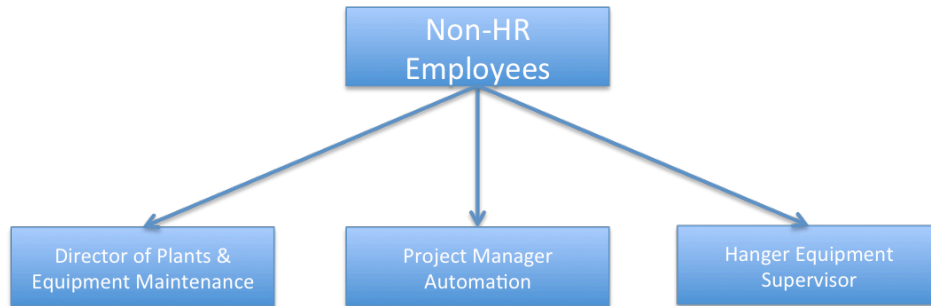 Non-HR
Employees
Director of Plants &
Equipment Maintenance
Project Manager
Automation
Hanger Equipment
Supervisor